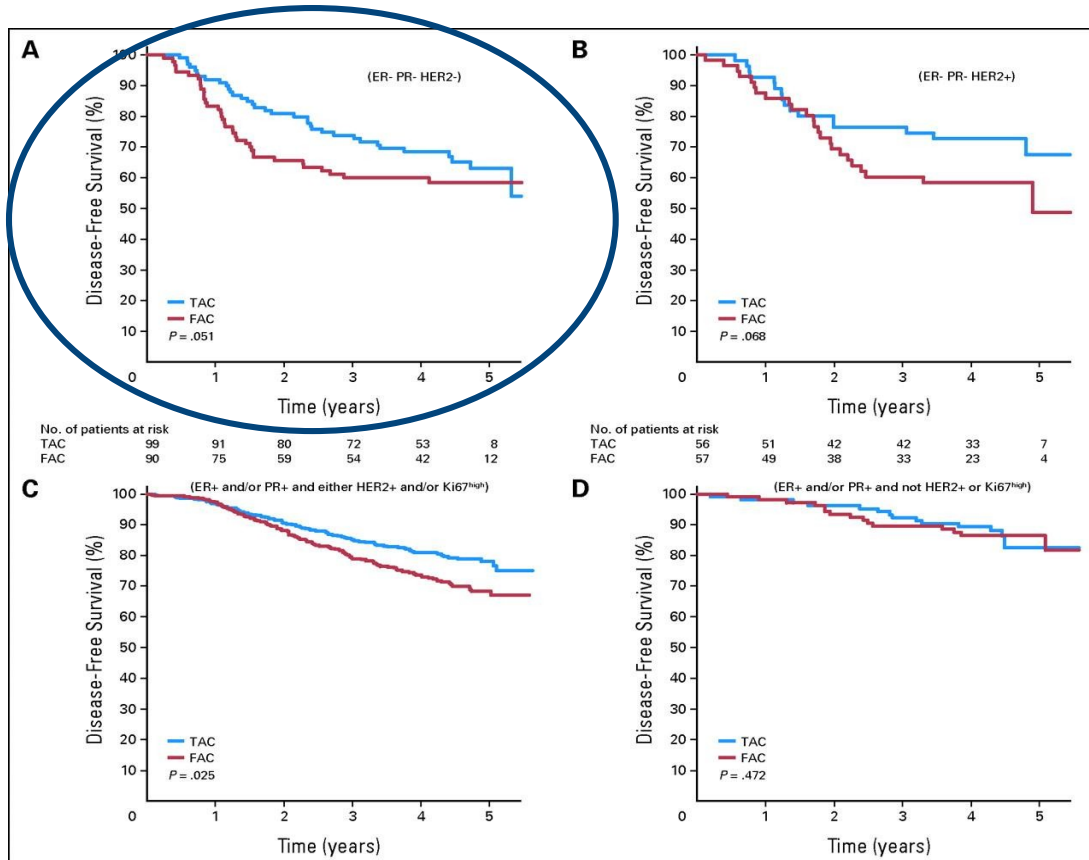 A
(ER- PR- HER2-)
Disease-Free Survival (%)
100
90
80
70
60
50
40
30
20
10
0
TAC
FAC
P = .051
1 2 3 4 5
Time (years)
No. of patients at risk
TAC 99 91 80 72 53 8
FAC 90 75 59 54 42 12
B
(ER- PR- HER2+)
Disease-Free Survival (%)
100
90
80
70
60
50
40
30
20
10
0
TAC
FAC
P = .068
1 2 3 4 5
Time (years)
No. of patients at risk
TAC 56 51 42 42 33 7
FAC 57 49 38 33 23 4
C
(ER+ and/or PR+ and either HER2+ and/or Ki67high)
Disease-Free Survival (%)
100
90
80
70
60
50
40
30
20
10
0
TAC
FAC
P = .025
1 2 3 4 5
Time (years)
D
(ER+ and/or PR+ and not HER2+ or Ki67high)
Disease-Free Survival (%)
100
90
80
70
60
50
40
30
20
10
0
TAC
FAC
P = .472
1 2 3 4 5
Time (years)